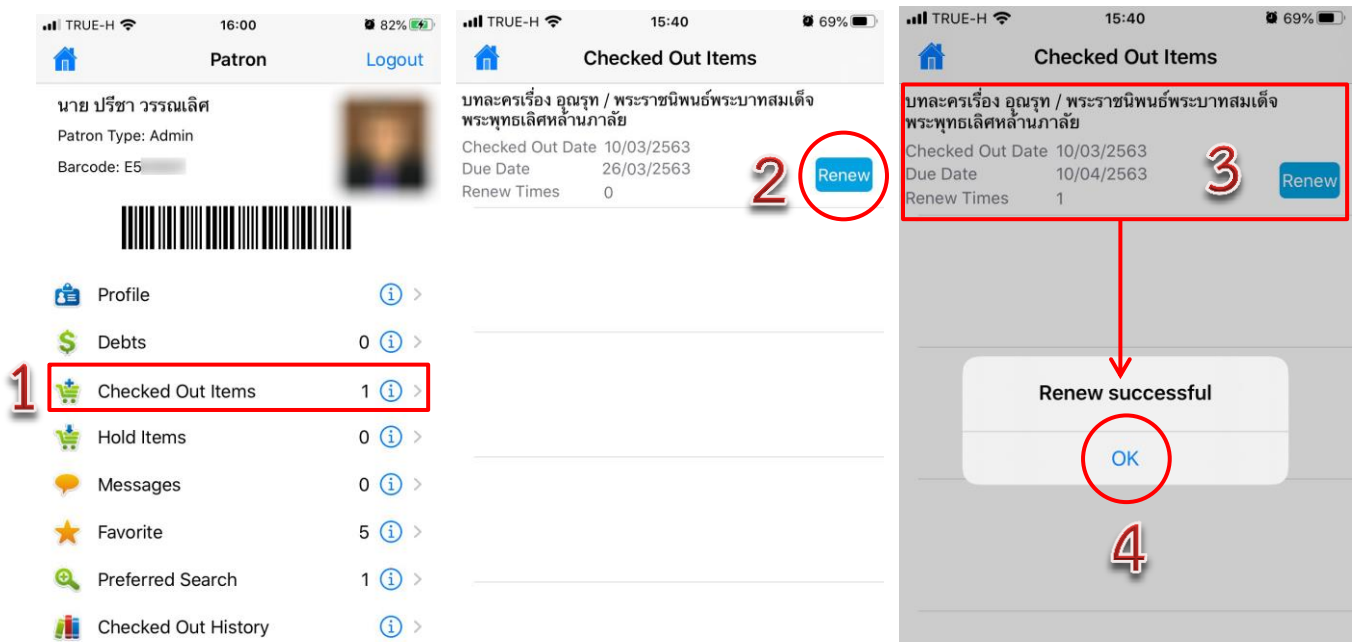 TRUE-H 16:00 82%
Patron Logout
นาย ปรีชา วรรณเลิศ
Patron Type: Admin
Barcode: E5
Profile
Debts 0
1
Checked Out Items 1
Hold Items 0
Messages 0
Favorite 5
Preferred Search 1
Checked Out History
TRUE-H 15:40 69%
Checked Out Items
บทละครเรื่อง อุณรุท / พระราชนิพนธ์พระบาทสมเด็จ
พระพุทธเลิศหล้านภาลัย
Checked Out Date 10/03/2563
Due Date 26/03/2563
Renew Times 0
2 Renew
TRUE-H 15:40 69%
Checked Out Items
บทละครเรื่อง อุณรุท / พระราชนิพนธ์พระบาทสมเด็จ
พระพุทธเลิศหล้านภาลัย
Checked Out Date 10/03/2563
Due Date 10/04/2563
Renew Times 1
3 Renew
Renew successful
OK
4